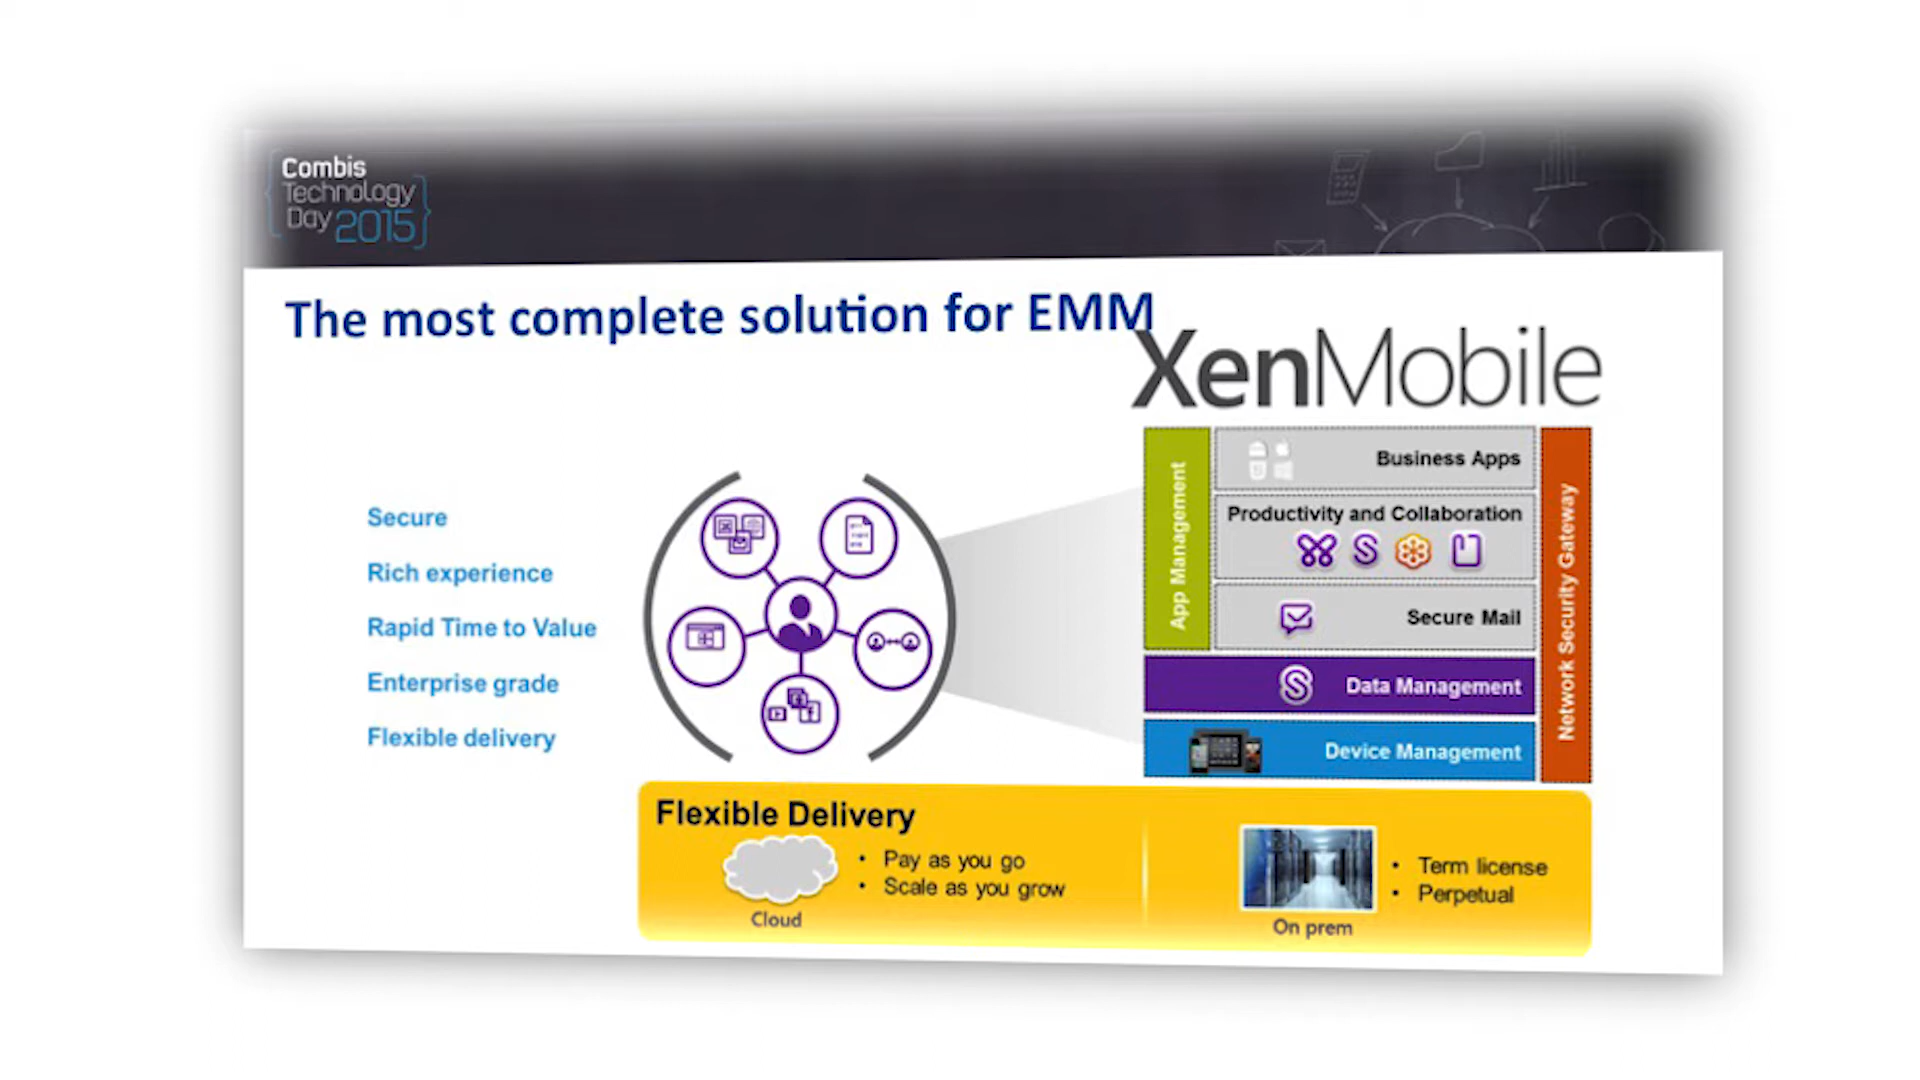 Combis
Technology
Day 2015
The most complete solution for EMM
XenMobile
Secure
Rich experience
Rapid Time to Value
Enterprise grade
Flexible delivery
App Management
Business Apps
Productivity and Collaboration
Secure Mail
Data Management
Device Management
Network Security Gateway
Flexible Delivery
Cloud
• Pay as you go
• Scale as you grow
On prem
• Term license
• Perpetual